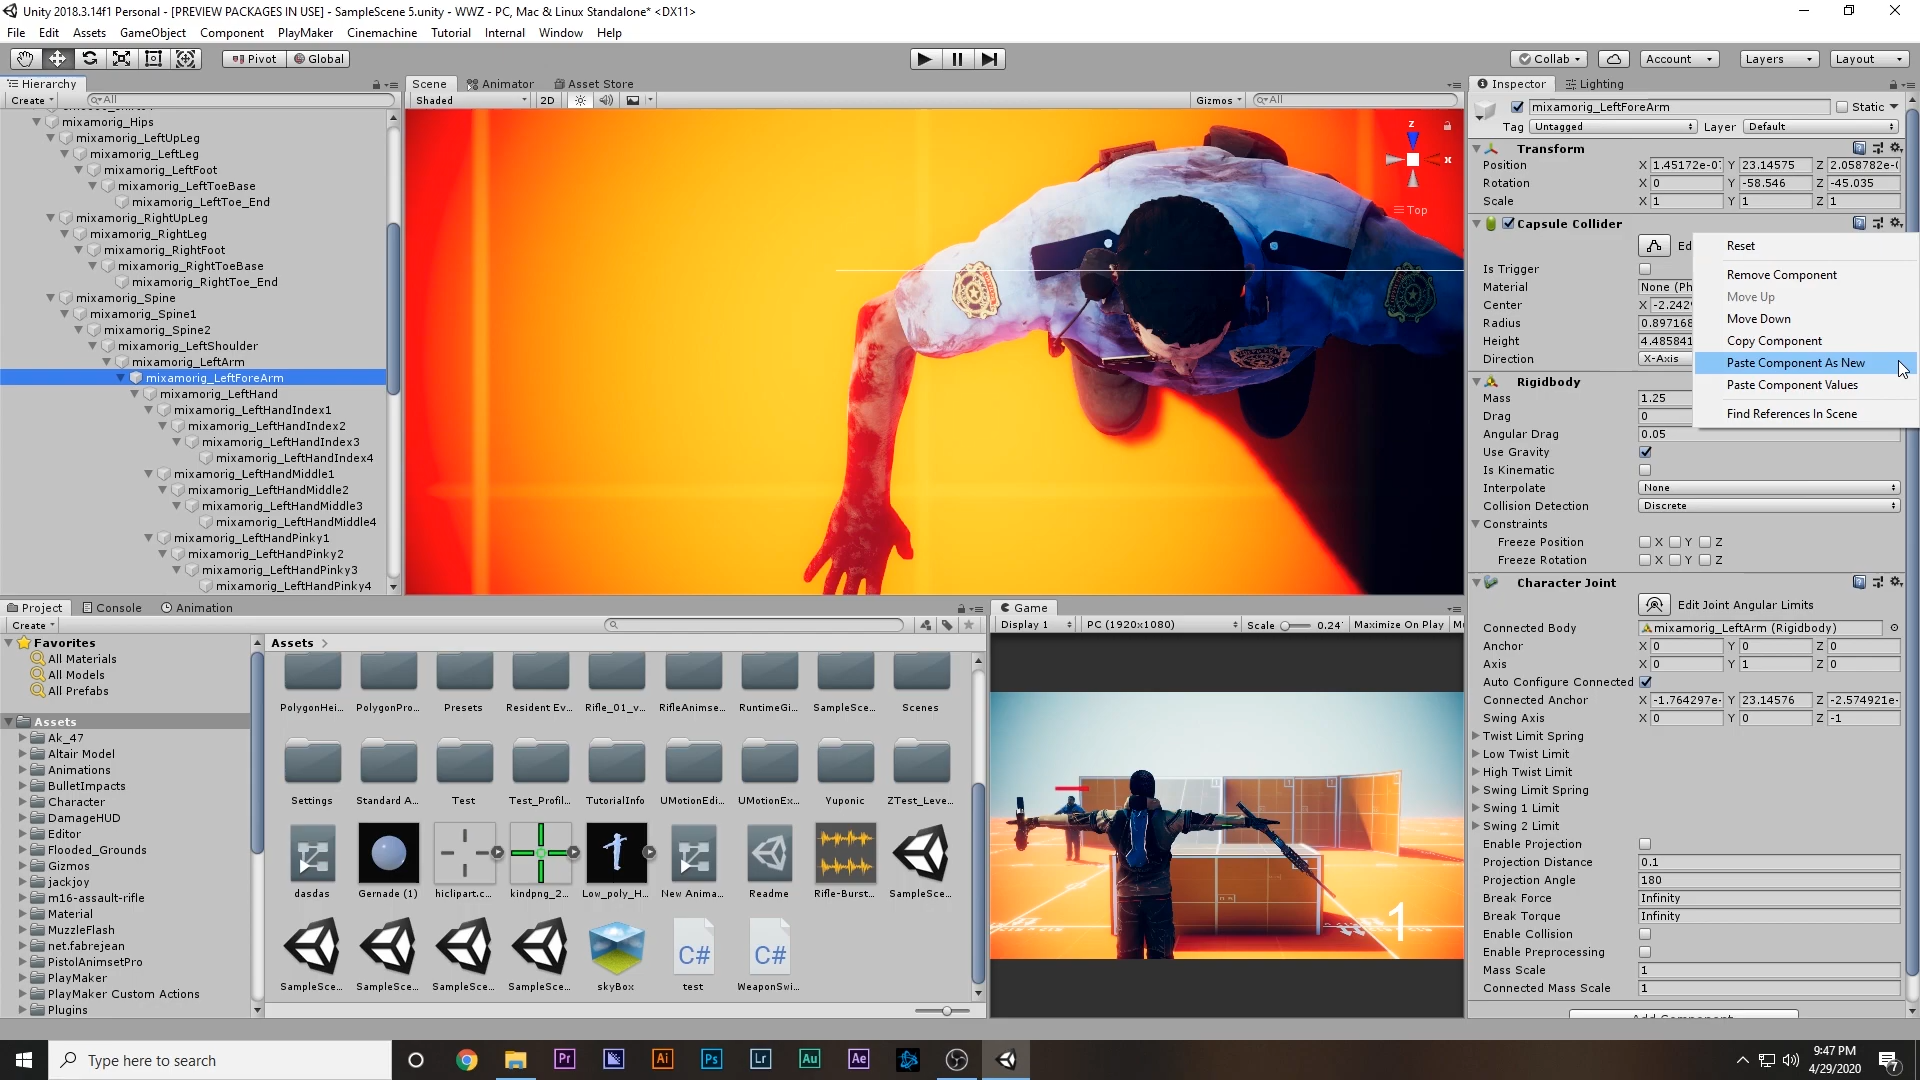 Unity 2018.3.14f1 Personal - [PREVIEW PACKAGES IN USE] - SampleScene 5.unity - WWZ - PC, Mac & Linux Standalone* <DX11>
File Edit Assets GameObject Component PlayMaker Cinemachine Tutorial Internal Window Help
Pivot Global Collab Account Layers Layout
Hierarchy
Create All
mixamorig_Hips
mixamorig_LeftUpLeg
mixamorig_LeftLeg
mixamorig_LeftFoot
mixamorig_LeftToeBase
mixamorig_LeftToe_End
mixamorig_RightUpLeg
mixamorig_RightLeg
mixamorig_RightFoot
mixamorig_RightToeBase
mixamorig_RightToe_End
mixamorig_Spine
mixamorig_Spine1
mixamorig_Spine2
mixamorig_LeftShoulder
mixamorig_LeftArm
mixamorig_LeftForeArm
mixamorig_LeftHand
mixamorig_LeftHandIndex1
mixamorig_LeftHandIndex2
mixamorig_LeftHandIndex3
mixamorig_LeftHandIndex4
mixamorig_LeftHandMiddle1
mixamorig_LeftHandMiddle2
mixamorig_LeftHandMiddle3
mixamorig_LeftHandMiddle4
mixamorig_LeftHandPinky1
mixamorig_LeftHandPinky2
mixamorig_LeftHandPinky3
mixamorig_LeftHandPinky4
Scene Animator Asset Store
Shaded 2D Gizmos All
z
x
Top
Inspector Lighting
mixamorig_LeftForeArm Static
Tag Untagged Layer Default
Transform
Position X 1.45172e-07 Y 23.14575 Z 2.058782e-(
Rotation X 0 Y -58.546 Z -45.035
Scale X 1 Y 1 Z 1
Capsule Collider
Ed
Is Trigger
Material None (Ph
Center X -2.2429
Radius 0.897168
Height 4.485841
Direction X-Axis
Reset
Remove Component
Move Up
Move Down
Copy Component
Paste Component As New
Paste Component Values
Find References In Scene
Rigidbody
Mass 1.25
Drag 0
Angular Drag 0.05
Use Gravity
Is Kinematic
Interpolate None
Collision Detection Discrete
Constraints
Freeze Position X Y Z
Freeze Rotation X Y Z
Character Joint
Edit Joint Angular Limits
Connected Body mixamorig_LeftArm (Rigidbody)
Anchor X 0 Y 0 Z 0
Axis X 0 Y 1 Z 0
Auto Configure Connected
Connected Anchor X -1.764297e- Y 23.14576 Z -2.574921e-
Swing Axis X 0 Y 0 Z -1
Twist Limit Spring
Low Twist Limit
High Twist Limit
Swing Limit Spring
Swing 1 Limit
Swing 2 Limit
Enable Projection
Projection Distance 0.1
Projection Angle 180
Break Force Infinity
Break Torque Infinity
Enable Collision
Enable Preprocessing
Mass Scale 1
Connected Mass Scale 1
Add Component
Project Console Animation
Create
Favorites
All Materials
All Models
All Prefabs
Assets
Ak_47
Altair Model
Animations
BulletImpacts
Character
DamageHUD
Editor
Flooded_Grounds
Gizmos
jackjoy
m16-assault-rifle
Material
MuzzleFlash
net.fabrejean
PistolAnimsetPro
PlayMaker
PlayMaker Custom Actions
Plugins
Assets
PolygonHei... PolygonPro... Presets Resident Ev... Rifle_01_v... RifleAnimse... RuntimeGi... SampleSce... Scenes
Settings Standard A... Test Test_Profil... TutorialInfo UMotionEdi... UMotionEx... Yuponic ZTest_Leve...
dasdas Gernade (1) hiclipart.c... kindpng_2... Low_poly_H... New Anima... Readme Rifle-Burst... SampleSce...
C# C#
SampleSce... SampleSce... SampleSce... SampleSce... skyBox test WeaponSwi...
Game
Display 1 PC (1920x1080) Scale 0.24 Maximize On Play M
1
Type here to search
Pr Ai Ps Lr Au Ae
9:47 PM
4/29/2020
7